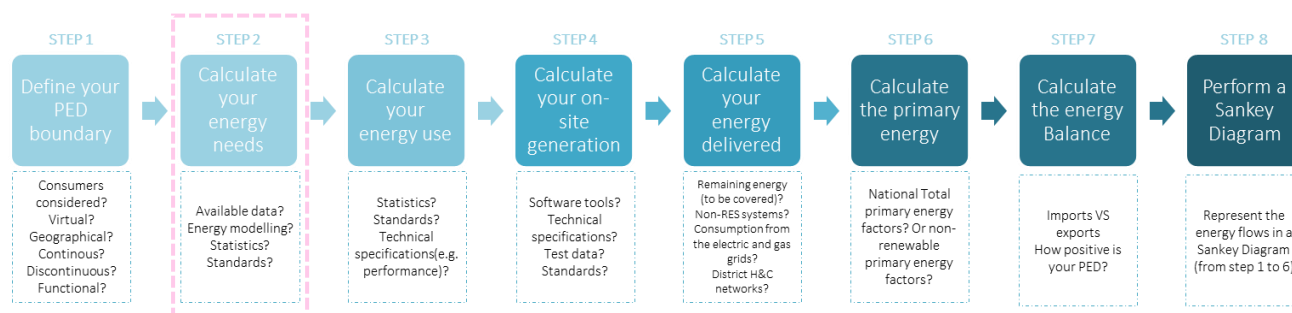 STEP 1
Define your
PED
boundary
Consumers
considered?
Virtual?
Geographical?
Continous?
Discontinuous?
Functional?
STEP 2
Calculate
your
energy
needs
Available data?
Energy modelling?
Statistics?
Standards?
STEP 3
Calculate
your
energy use
Statistics?
Standards?
Technical
specifications(e.g.
performance)?
STEP 4
Calculate
your on-
site
generation
Software tools?
Technical
specifications?
Test data?
Standards?
STEP 5
Calculate
your
energy
delivered
Remaining energy
(to be covered)?
Non-RES systems?
Consumption from
the electric and gas
grids?
District H&C
networks?
STEP 6
Calculate
the primary
energy
National Total
primary energy
factors? Or non-
renewable
primary energy
factors?
STEP 7
Calculate
the energy
Balance
Imports VS
exports
How positive is
your PED?
STEP 8
Perform a
Sankey
Diagram
Represent the
energy flows in a
Sankey Diagram
(from step 1 to 6)